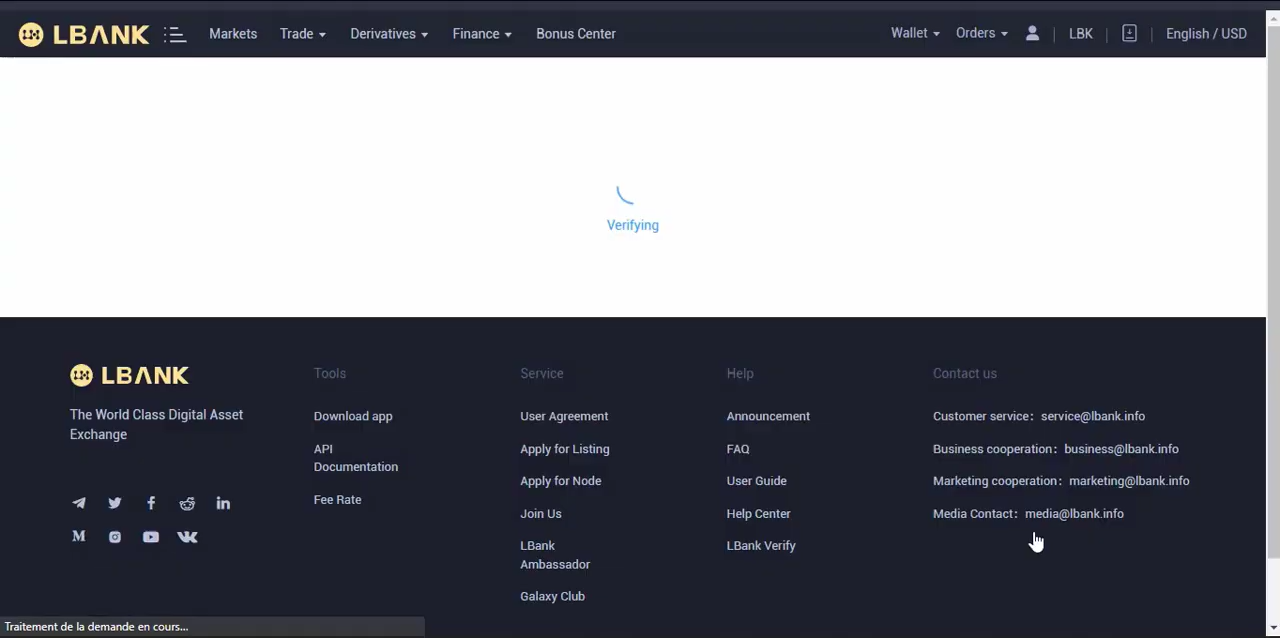 LBANK Markets Trade Derivatives Finance Bonus Center Wallet Orders LBK English / USD
Verifying
LBANK
The World Class Digital Asset
Exchange
Tools
Download app
API
Documentation
Fee Rate
Service
User Agreement
Apply for Listing
Apply for Node
Join Us
LBank
Ambassador
Galaxy Club
Help
Announcement
FAQ
User Guide
Help Center
LBank Verify
Contact us
Customer service: service@lbank.info
Business cooperation: business@lbank.info
Marketing cooperation: marketing@lbank.info
Media Contact: media@lbank.info
Traitement de la demande en cours...